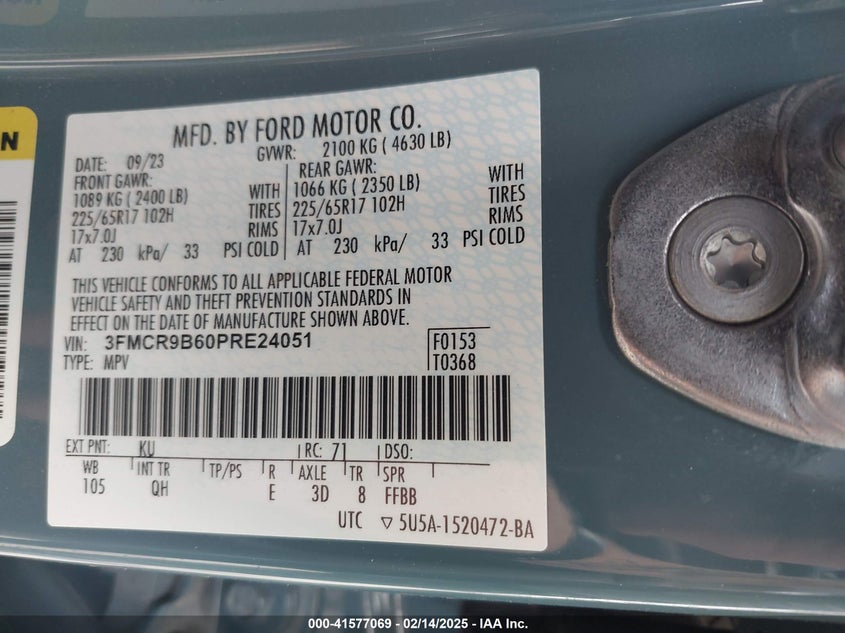 ON
MFD. BY FORD MOTOR CO.
DATE: 09/23 GVWR: 2100 KG ( 4630 LB)
FRONT GAWR: REAR GAWR:
1089 KG ( 2400 LB) WITH 1066 KG ( 2350 LB) WITH
225/65R17 102H TIRES 225/65R17 102H TIRES
17x7.0J RIMS 17x7.0J RIMS
AT 230 kPa/ 33 PSI COLD AT 230 kPa/ 33 PSI COLD
THIS VEHICLE CONFORMS TO ALL APPLICABLE FEDERAL MOTOR
VEHICLE SAFETY AND THEFT PREVENTION STANDARDS IN
EFFECT ON THE DATE OF MANUFACTURE SHOWN ABOVE.
VIN: 3FMCR9B60PRE24051 F0153
TYPE: MPV T0368
EXT PNT: KU RC: 71 DSO:
WB INT TR TP/PS R AXLE TR SPR
105 QH E 3D 8 FFBB
UTC ▽ 5U5A-1520472-BA
000-41577069 - 02/14/2025 - IAA Inc.